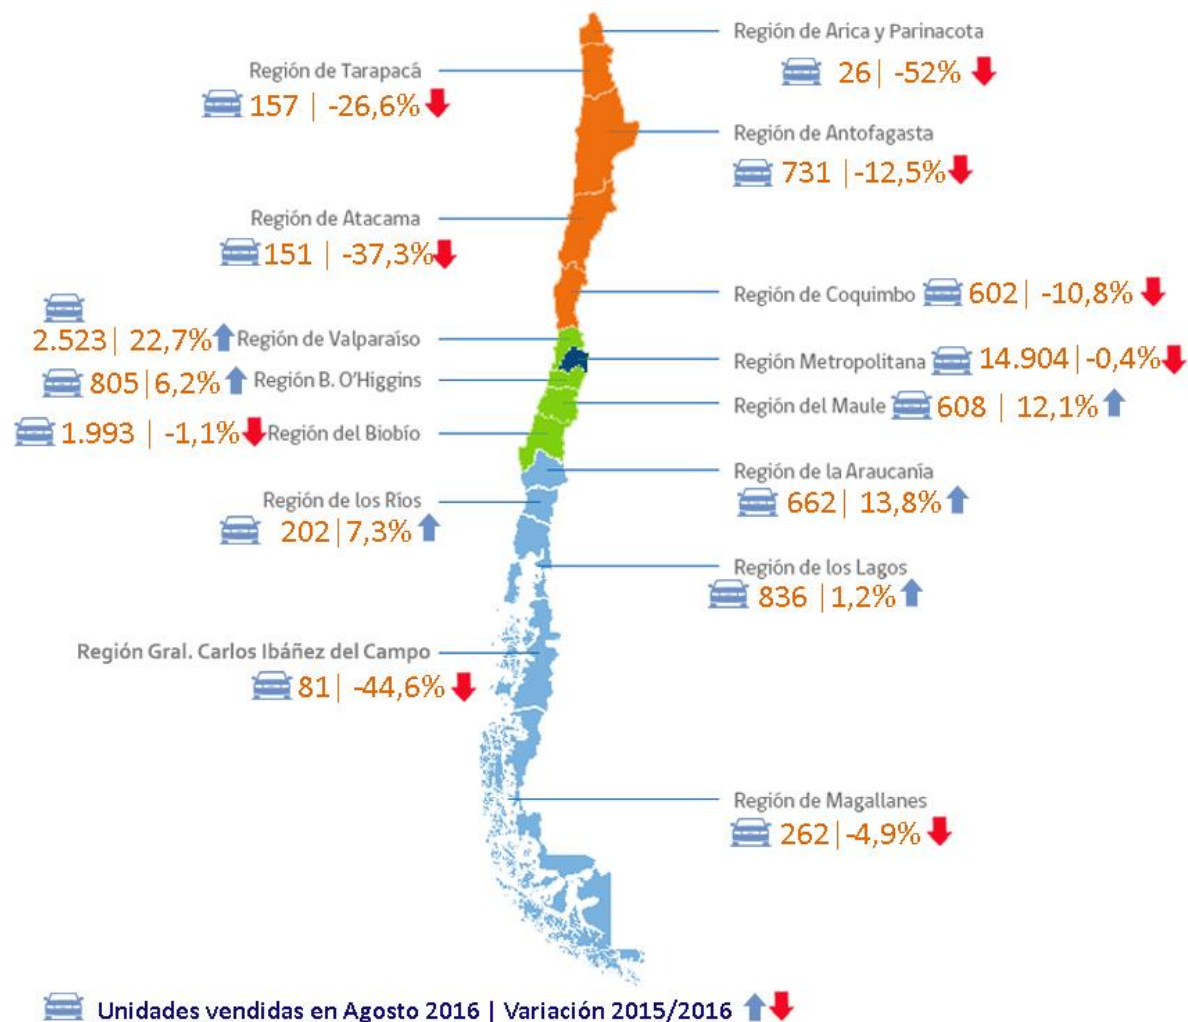 Región de Arica y Parinacota
26 | -52%
Región de Tarapacá
157 | -26,6%
Región de Antofagasta
731 | -12,5%
Región de Atacama
151 | -37,3%
Región de Coquimbo 602 | -10,8%
2.523 | 22,7% Región de Valparaíso
Región Metropolitana 14.904 | -0,4%
805 | 6,2% Región B. O'Higgins
Región del Maule 608 | 12,1%
1.993 | -1,1% Región del Biobío
Región de la Araucanía
662 | 13,8%
Región de los Ríos
202 | 7,3%
Región de los Lagos
836 | 1,2%
Región Gral. Carlos Ibáñez del Campo
81 | -44,6%
Región de Magallanes
262 | -4,9%
Unidades vendidas en Agosto 2016 | Variación 2015/2016